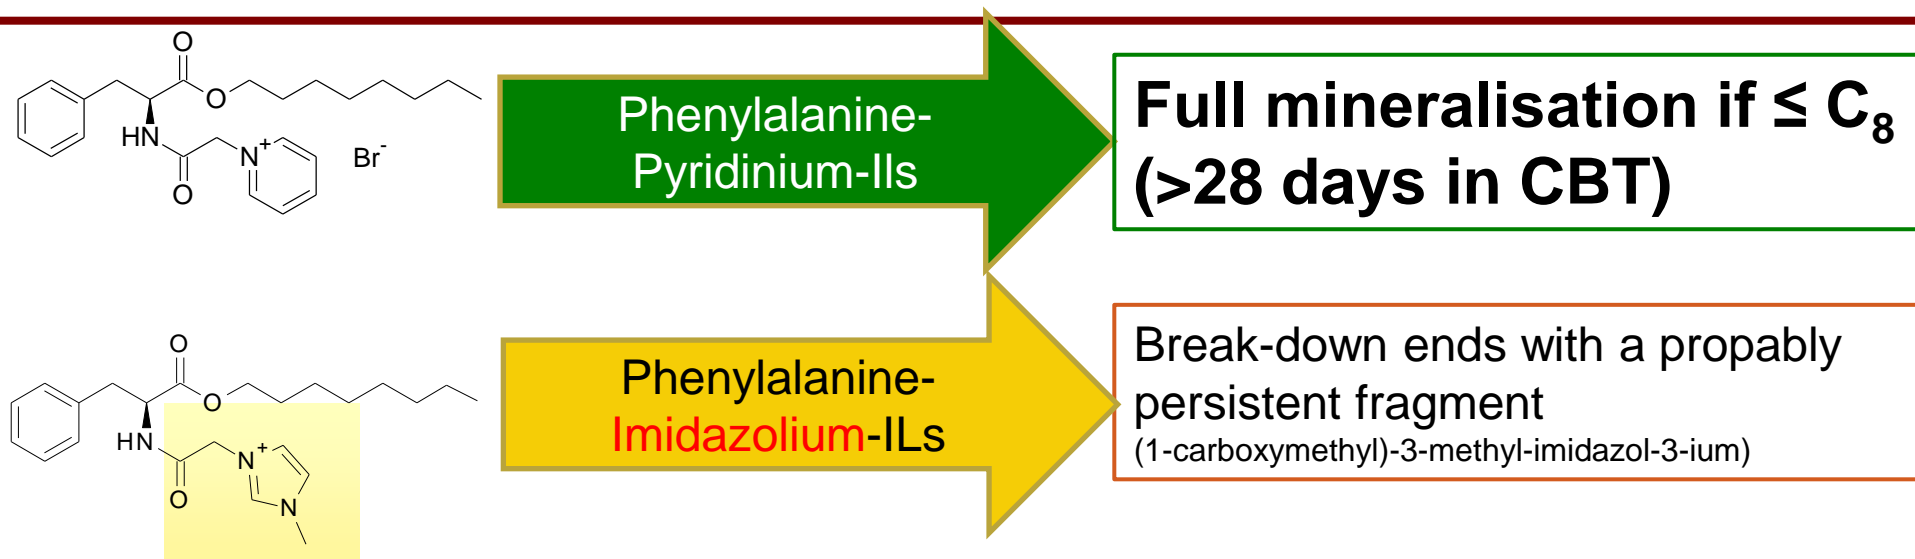 O
O
HN
O
N+
Br-
Phenylalanine-
Pyridinium-Ils
Full mineralisation if ≤ C8
(>28 days in CBT)
O
O
HN
O
N+
N
Phenylalanine-
Imidazolium-ILs
Break-down ends with a propably
persistent fragment
(1-carboxymethyl)-3-methyl-imidazol-3-ium)